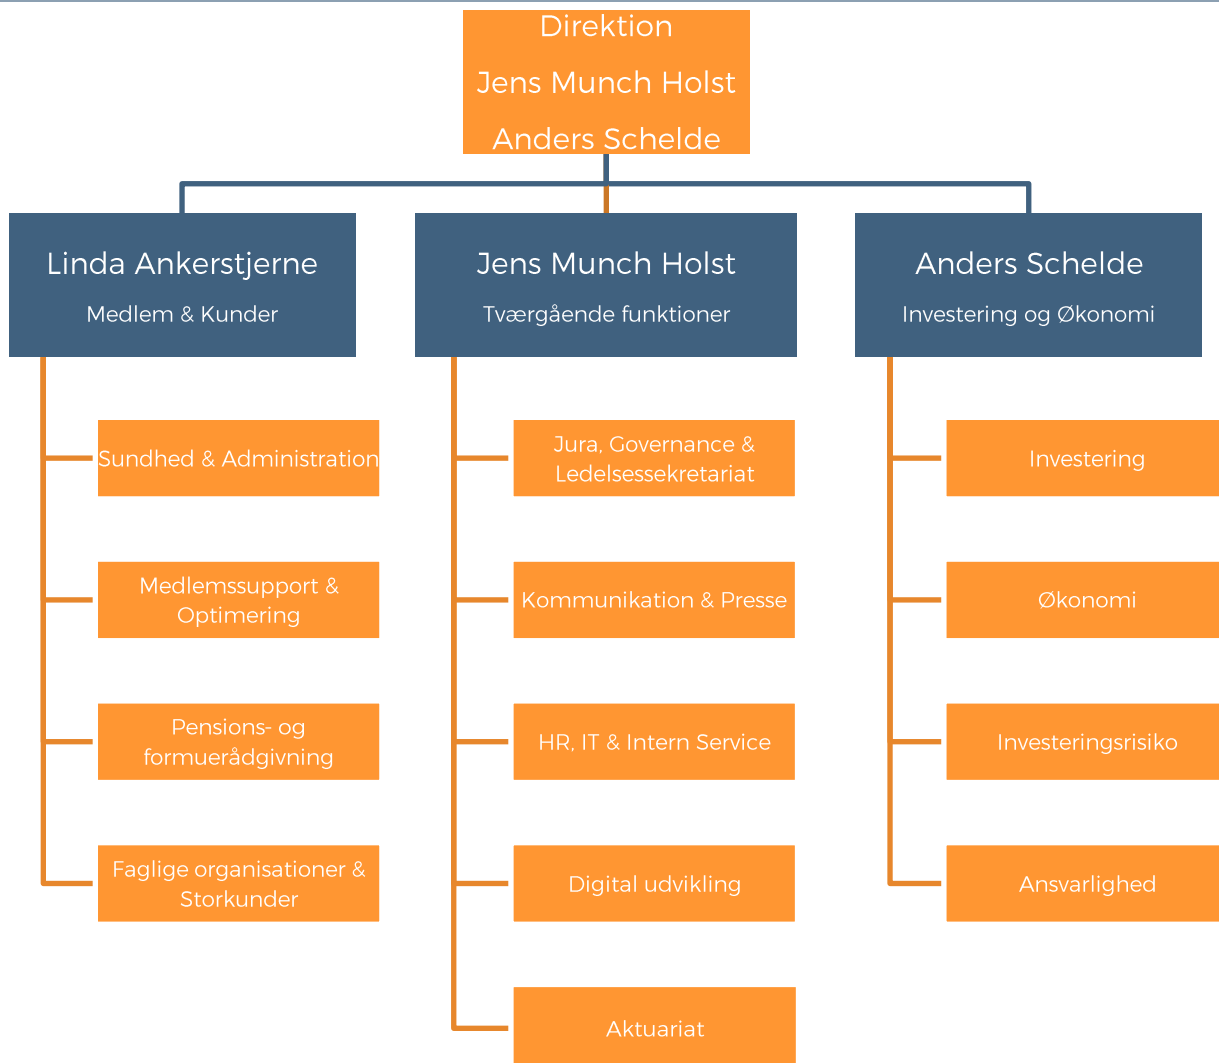 Direktion
Jens Munch Holst
Anders Schelde
Linda Ankerstjerne
Medlem & Kunder
Sundhed & Administration
Medlemssupport &
Optimering
Pensions- og
formuerådgivning
Faglige organisationer &
Storkunder
Jens Munch Holst
Tværgående funktioner
Jura, Governance &
Ledelsessekretariat
Kommunikation & Presse
HR, IT & Intern Service
Digital udvikling
Aktuariat
Anders Schelde
Investering og Økonomi
Investering
Økonomi
Investeringsrisiko
Ansvarlighed